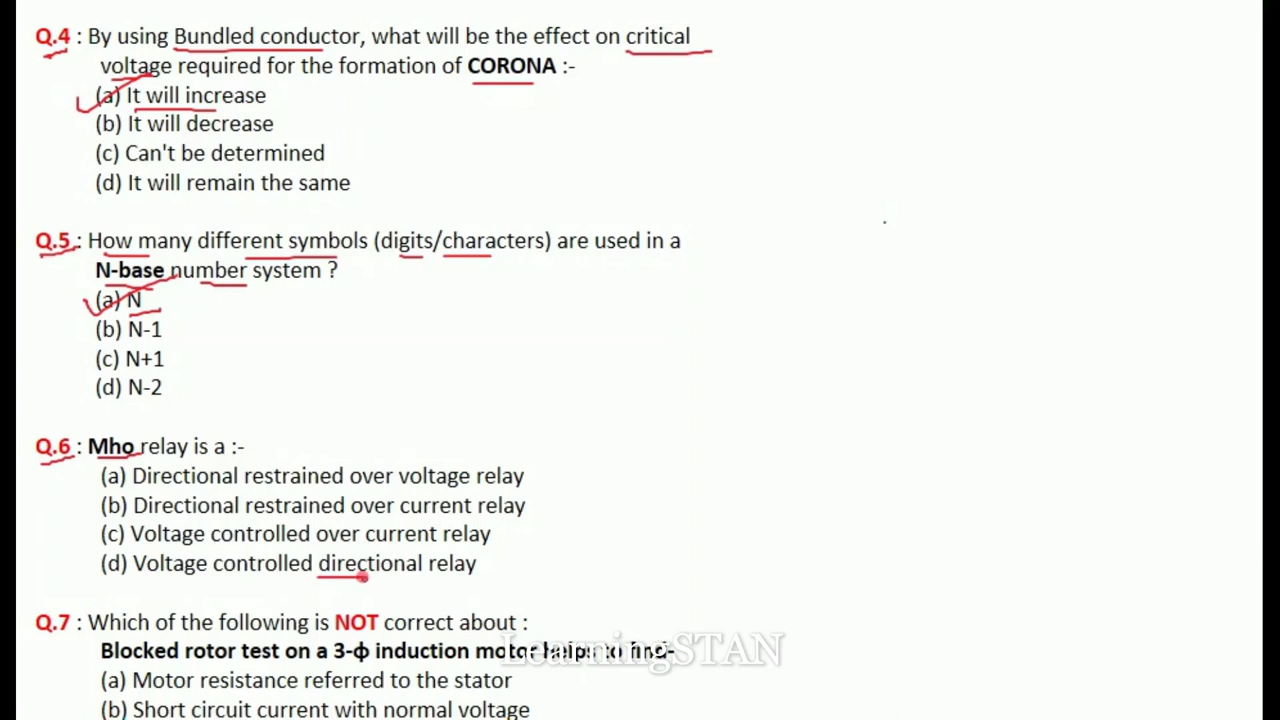 Q.4 : By using Bundled conductor, what will be the effect on critical
voltage required for the formation of CORONA :-
(a) It will increase
(b) It will decrease
(c) Can't be determined
(d) It will remain the same
Q.5 : How many different symbols (digits/characters) are used in a
N-base number system ?
(a) N
(b) N-1
(c) N+1
(d) N-2
Q.6 : Mho relay is a :-
(a) Directional restrained over voltage relay
(b) Directional restrained over current relay
(c) Voltage controlled over current relay
(d) Voltage controlled directional relay
Q.7 : Which of the following is NOT correct about :
Blocked rotor test on a 3-ф induction motor helps to find-
LearningSTAN
(a) Motor resistance referred to the stator
(b) Short circuit current with normal voltage